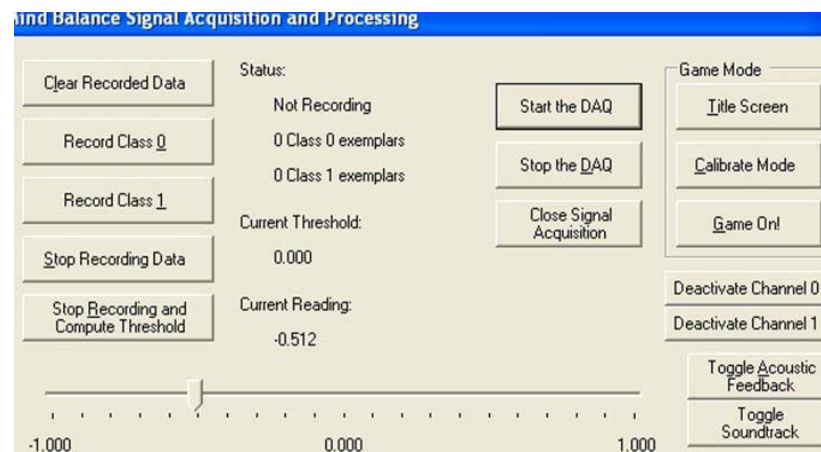 Mind Balance Signal Acquisition and Processing
Clear Recorded Data
Record Class 0
Record Class 1
Stop Recording Data
Stop Recording and
Compute Threshold
Status:
Not Recording
0 Class 0 exemplars
0 Class 1 exemplars
Current Threshold:
0.000
Current Reading:
-0.512
Start the DAQ
Stop the DAQ
Close Signal
Acquisition
Game Mode
Title Screen
Calibrate Mode
Game On!
Deactivate Channel 0
Deactivate Channel 1
Toggle Acoustic
Feedback
Toggle
Soundtrack
-1.000
0.000
1.000